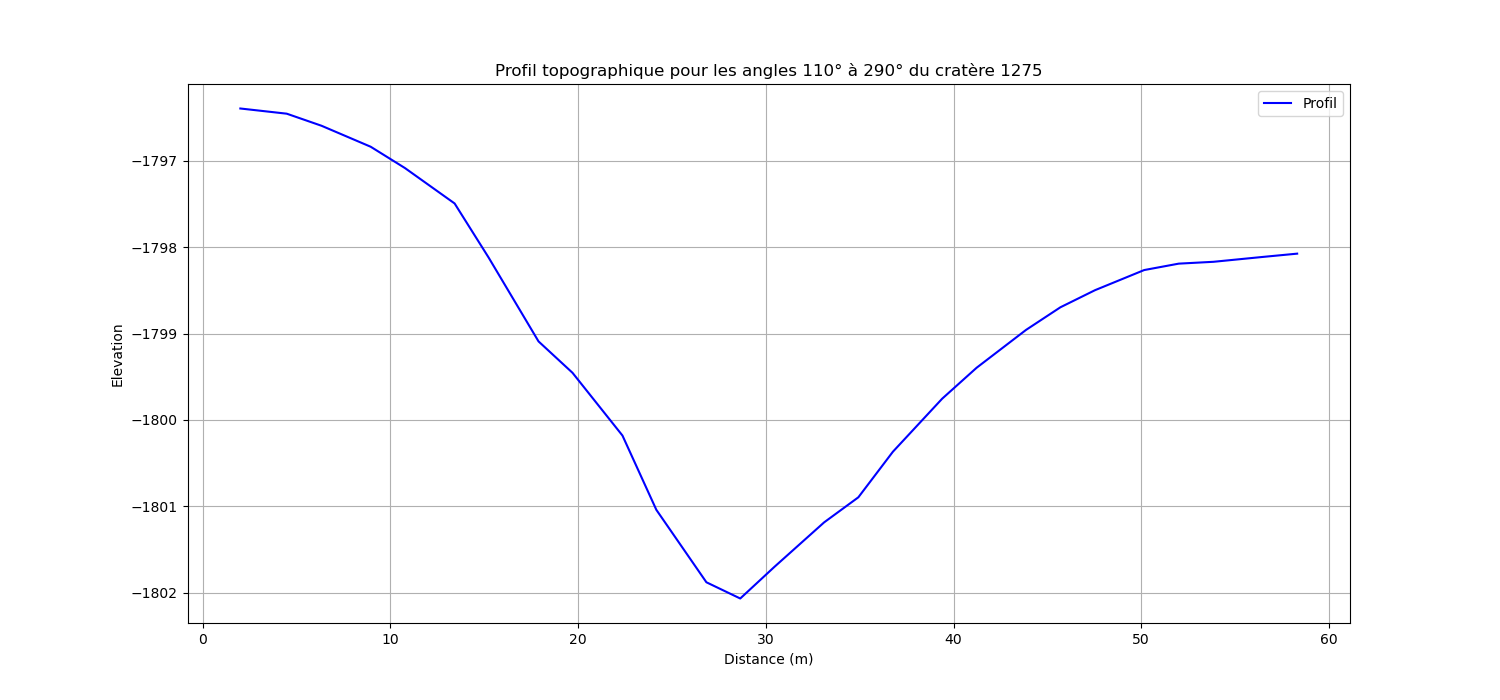 Profil topographique pour les angles 110° à 290° du cratère 1275
Profil
−1797
−1798
−1799
−1800
−1801
−1802
Elevation
0 10 20 30 40 50 60
Distance (m)